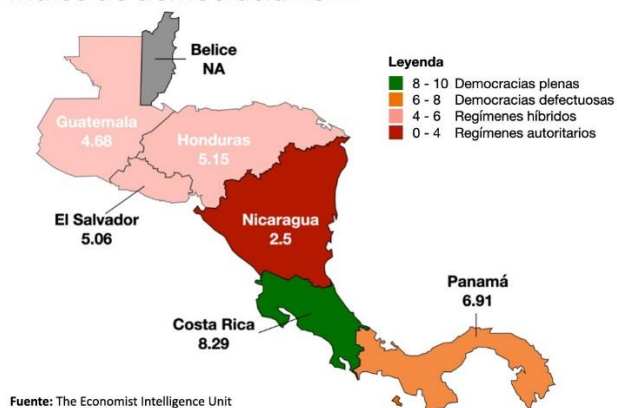 Belice
NA
Leyenda
8 - 10 Democracias plenas
6 - 8 Democracias defectuosas
4 - 6 Regímenes híbridos
0 - 4 Regímenes autoritarios
Guatemala
4.68
Honduras
5.15
El Salvador
5.06
Nicaragua
2.5
Panamá
6.91
Costa Rica
8.29
Fuente: The Economist Intelligence Unit